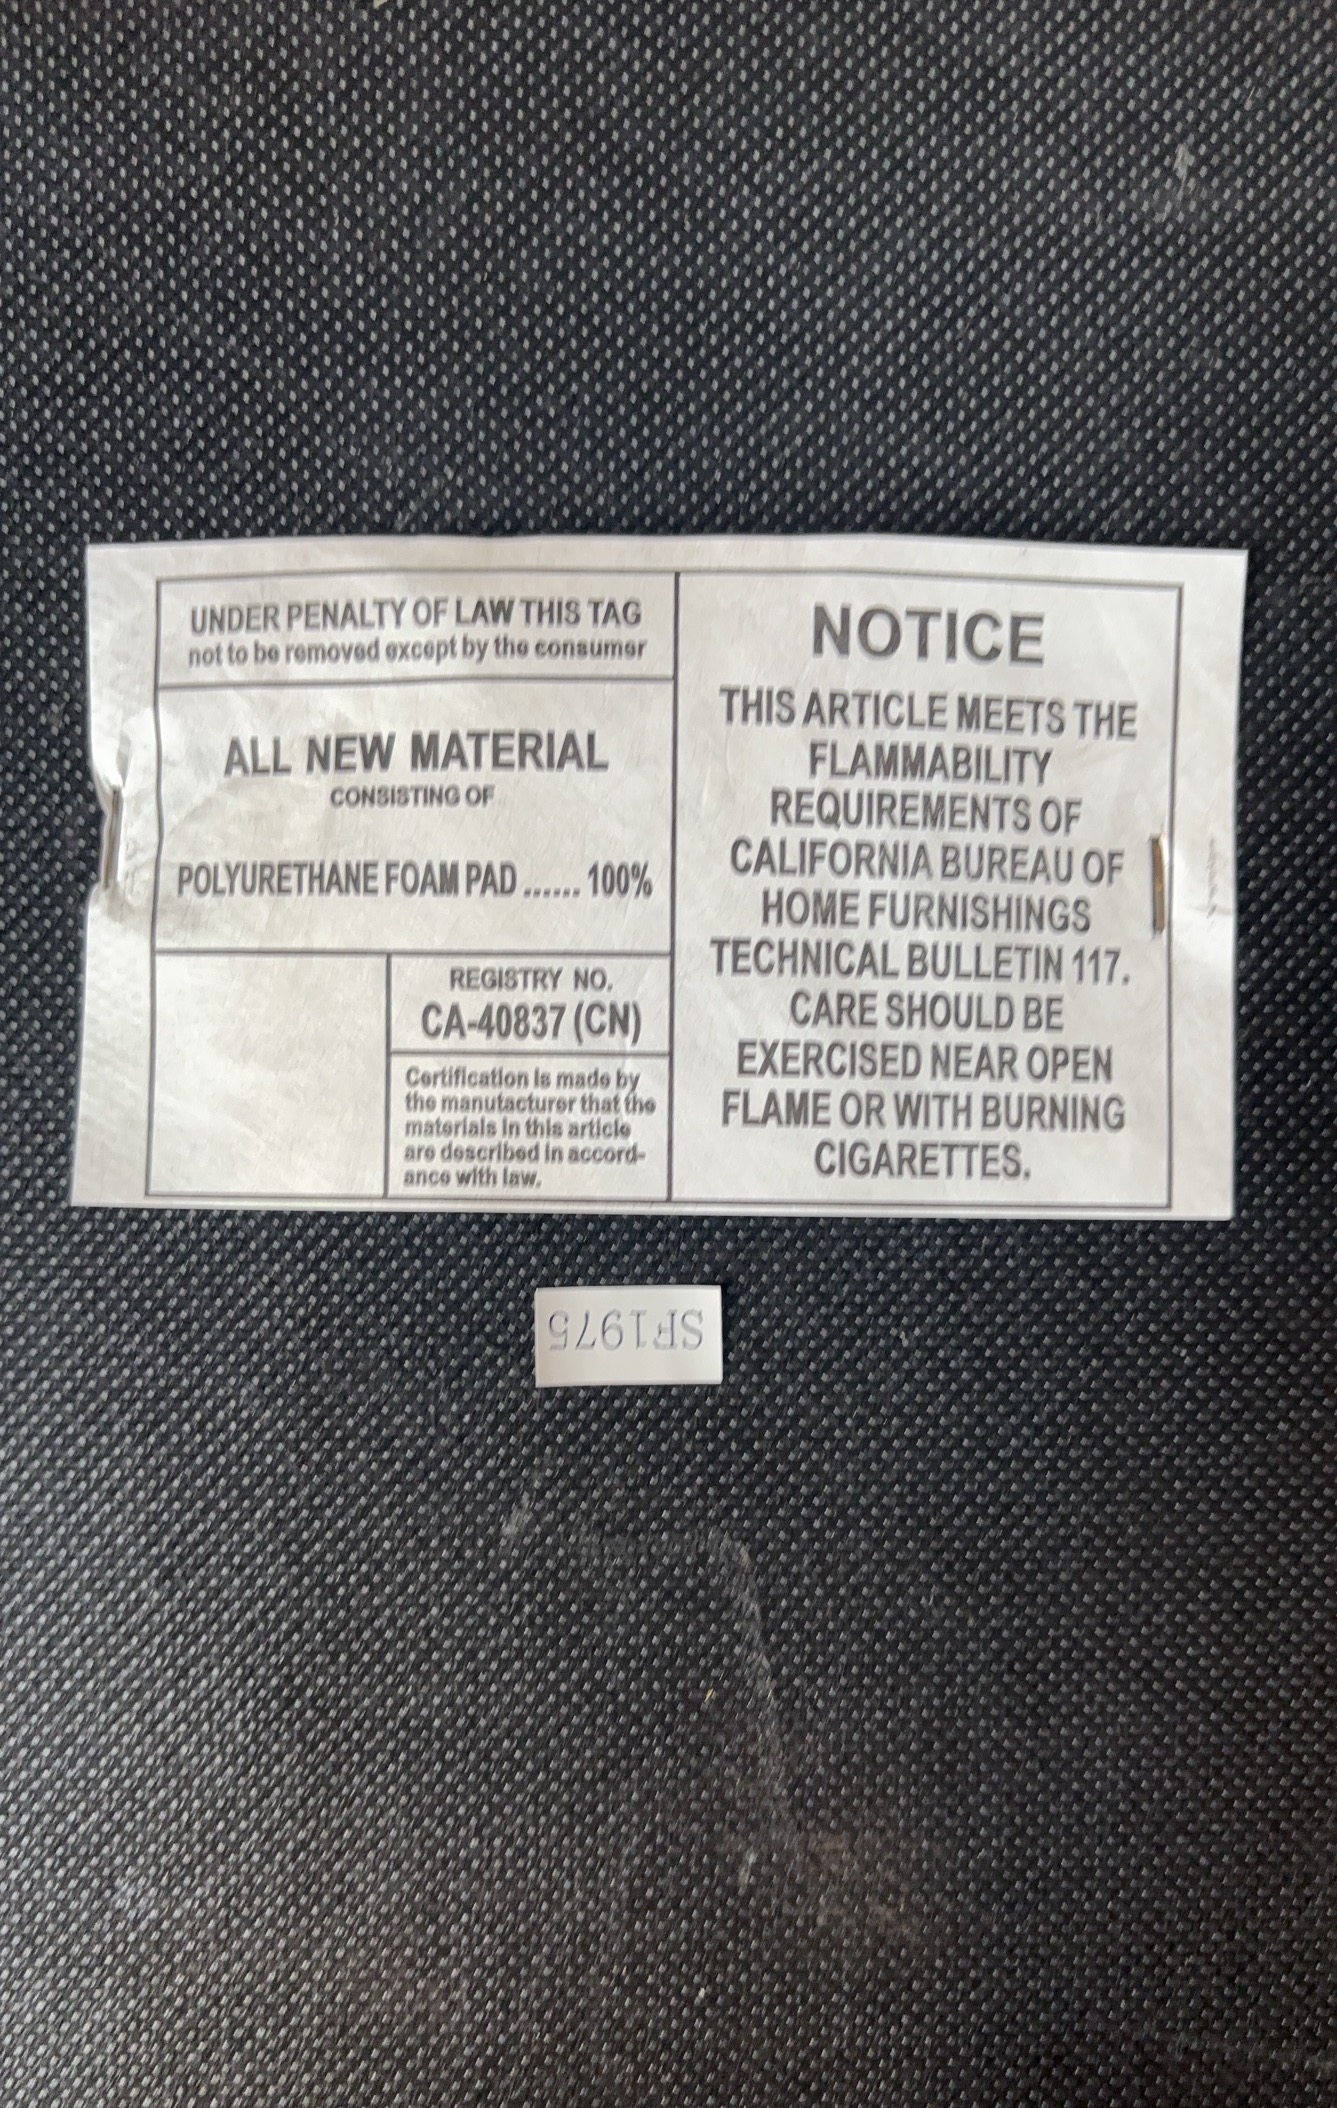 UNDER PENALTY OF LAW THIS TAG
not to be removed except by the consumer
ALL NEW MATERIAL
CONSISTING OF
POLYURETHANE FOAM PAD ...... 100%
REGISTRY NO.
CA-40837 (CN)
Certification is made by
the manufacturer that the
materials in this article
are described in accord-
ance with law.
NOTICE
THIS ARTICLE MEETS THE
FLAMMABILITY
REQUIREMENTS OF
CALIFORNIA BUREAU OF
HOME FURNISHINGS
TECHNICAL BULLETIN 117.
CARE SHOULD BE
EXERCISED NEAR OPEN
FLAME OR WITH BURNING
CIGARETTES.
SF1975